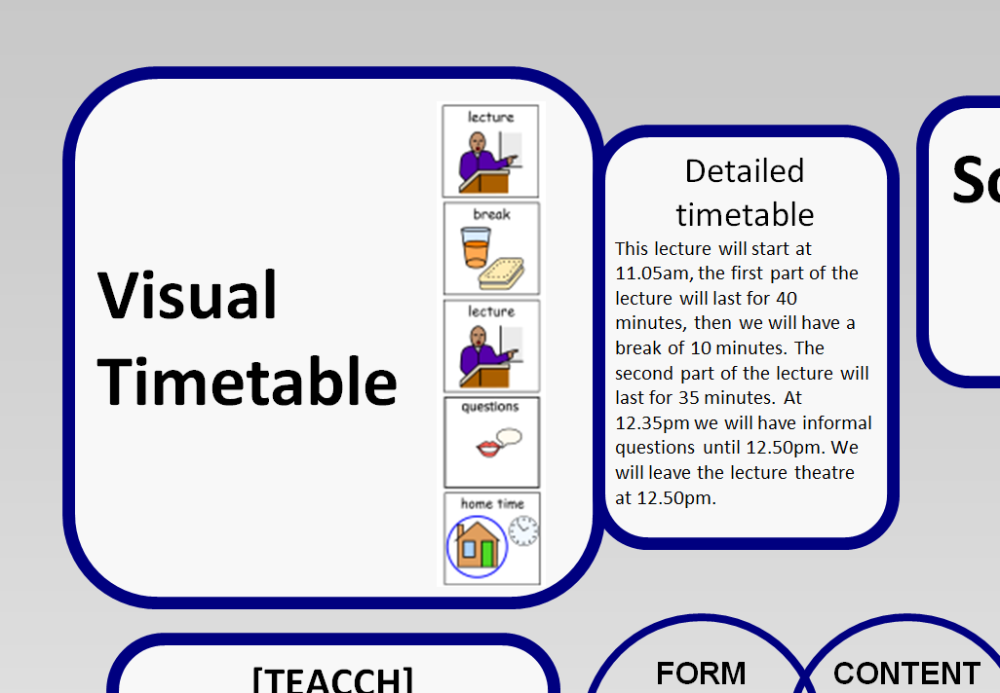 Visual
Timetable
lecture
break
lecture
questions
home time
Detailed
timetable
This lecture will start at
11.05am, the first part of the
lecture will last for 40
minutes, then we will have a
break of 10 minutes. The
second part of the lecture will
last for 35 minutes. At
12.35pm we will have informal
questions until 12.50pm. We
will leave the lecture theatre
at 12.50pm.
[TEACCH]
FORM
CONTENT